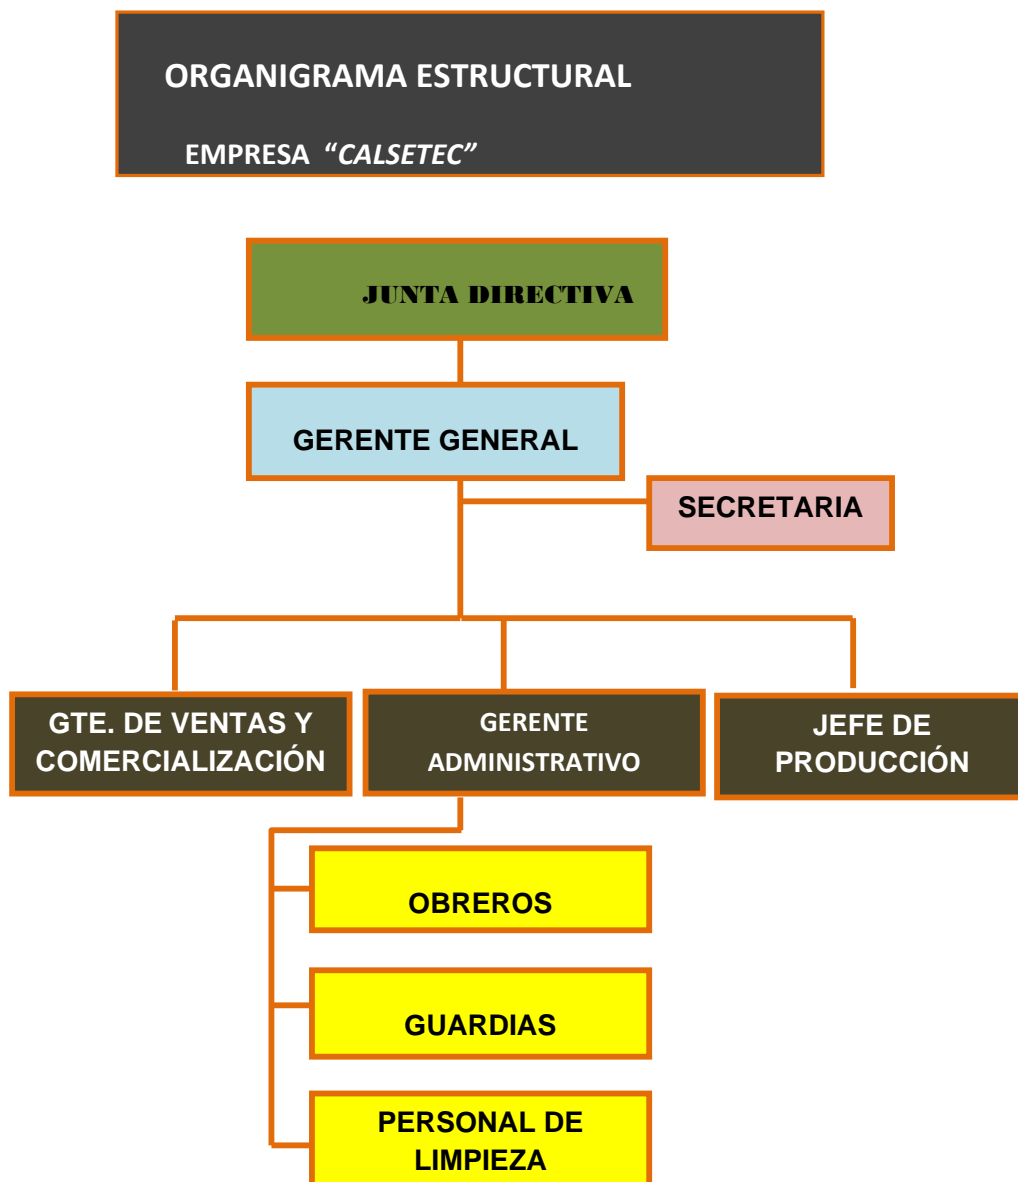 ORGANIGRAMA ESTRUCTURAL
EMPRESA “CALSETEC”
JUNTA DIRECTIVA
GERENTE GENERAL
SECRETARIA
GTE. DE VENTAS Y
COMERCIALIZACIÓN
GERENTE
ADMINISTRATIVO
JEFE DE
PRODUCCIÓN
OBREROS
GUARDIAS
PERSONAL DE
LIMPIEZA